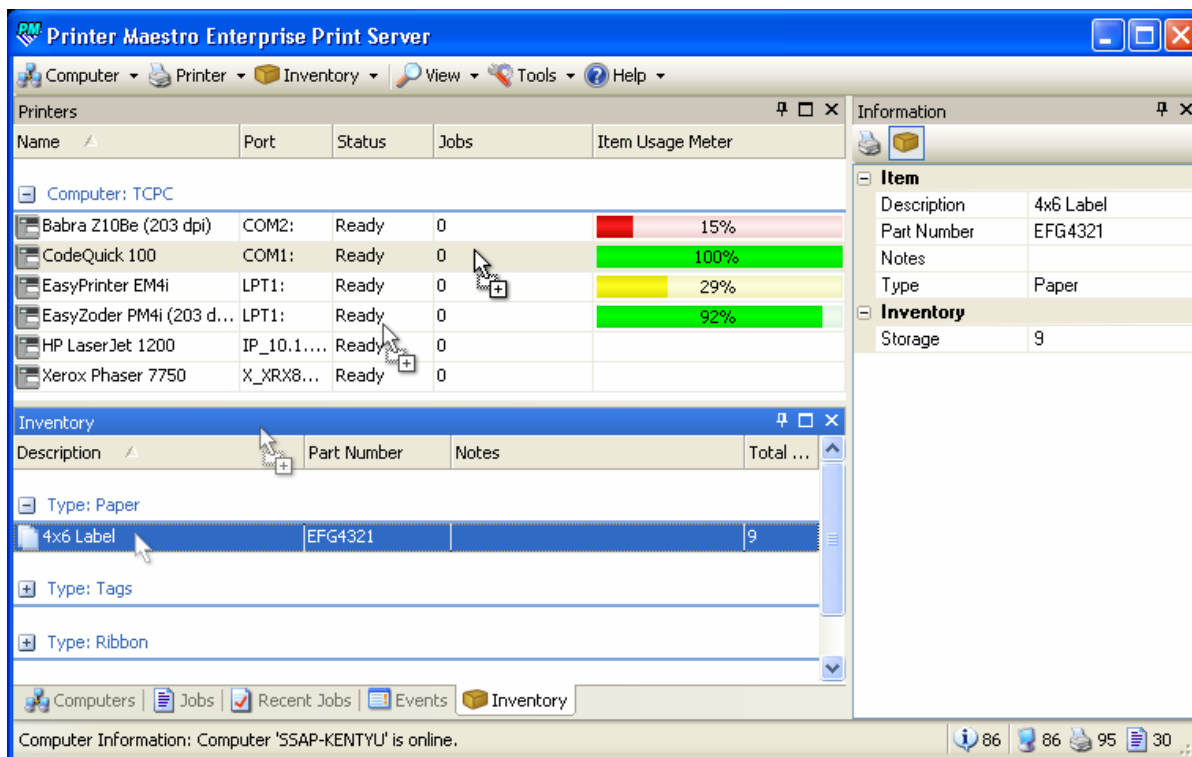 PM Printer Maestro Enterprise Print Server
Computer Printer Inventory View Tools Help
Printers
Name Port Status Jobs Item Usage Meter
Computer: TCPC
Babra Z10Be (203 dpi) COM2: Ready 0 15%
CodeQuick 100 COM1: Ready 0 100%
EasyPrinter EM4i LPT1: Ready 0 29%
EasyZoder PM4i (203 d... LPT1: Ready 0 92%
HP LaserJet 1200 IP_10.1.... Ready 0
Xerox Phaser 7750 X_XRX8... Ready 0
Inventory
Description Part Number Notes Total ...
Type: Paper
4x6 Label EFG4321 9
Type: Tags
Type: Ribbon
Computers Jobs Recent Jobs Events Inventory
Information
Item
Description 4x6 Label
Part Number EFG4321
Notes
Type Paper
Inventory
Storage 9
Computer Information: Computer 'SSAP-KENTYU' is online. 86 86 95 30